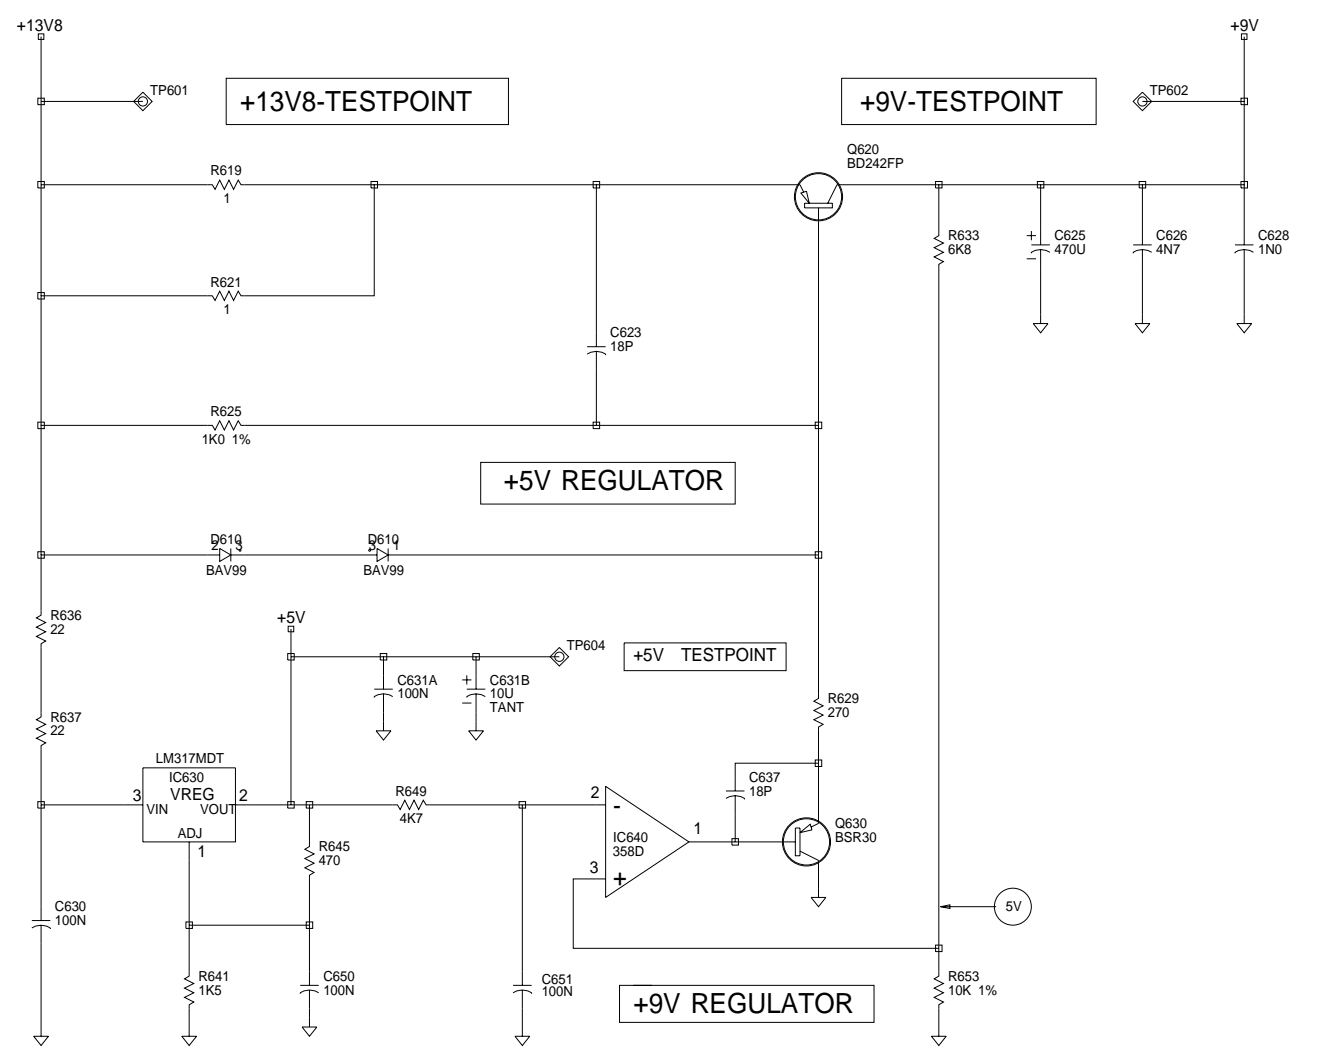 +13V8
+9V
TP601
+13V8-TESTPOINT
+9V-TESTPOINT
TP602
Q620
BD242FP
R619
1
R633
6K8
+
–
C625
470U
C626
4N7
C628
1N0
R621
1
C623
18P
R625
1K0 1%
+5V REGULATOR
D610
2 3
BAV99
D610
3 1
BAV99
R636
22
+5V
TP604
+5V TESTPOINT
C631A
100N
+
–
C631B
10U
TANT
R629
270
R637
22
LM317MDT
IC630
VREG
3
VIN
VOUT
2
ADJ
1
R649
4K7
C637
18P
2
-
IC640
358D
1
3
+
Q630
BSR30
R645
470
C630
100N
5V
R641
1K5
C650
100N
C651
100N
+9V REGULATOR
R653
10K 1%